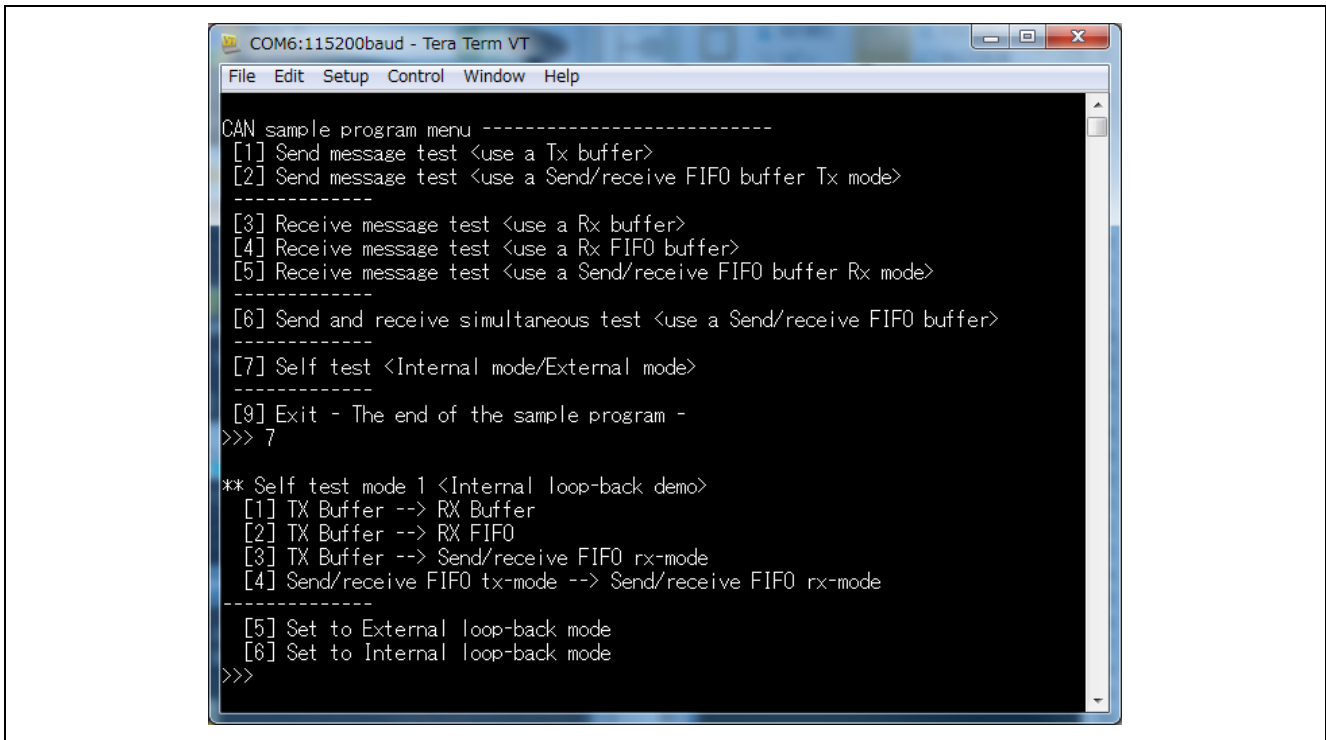 COM6:115200baud - Tera Term VT
File Edit Setup Control Window Help
CAN sample program menu ---------------------------
[1] Send message test <use a Tx buffer>
[2] Send message test <use a Send/receive FIFO buffer Tx mode>
-------------
[3] Receive message test <use a Rx buffer>
[4] Receive message test <use a Rx FIFO buffer>
[5] Receive message test <use a Send/receive FIFO buffer Rx mode>
-------------
[6] Send and receive simultaneous test <use a Send/receive FIFO buffer>
-------------
[7] Self test <Internal mode/External mode>
-------------
[9] Exit - The end of the sample program -
>>> 7
** Self test mode 1 <Internal loop-back demo>
[1] TX Buffer --> RX Buffer
[2] TX Buffer --> RX FIFO
[3] TX Buffer --> Send/receive FIFO rx-mode
[4] Send/receive FIFO tx-mode --> Send/receive FIFO rx-mode
--------------
[5] Set to External loop-back mode
[6] Set to Internal loop-back mode
>>>